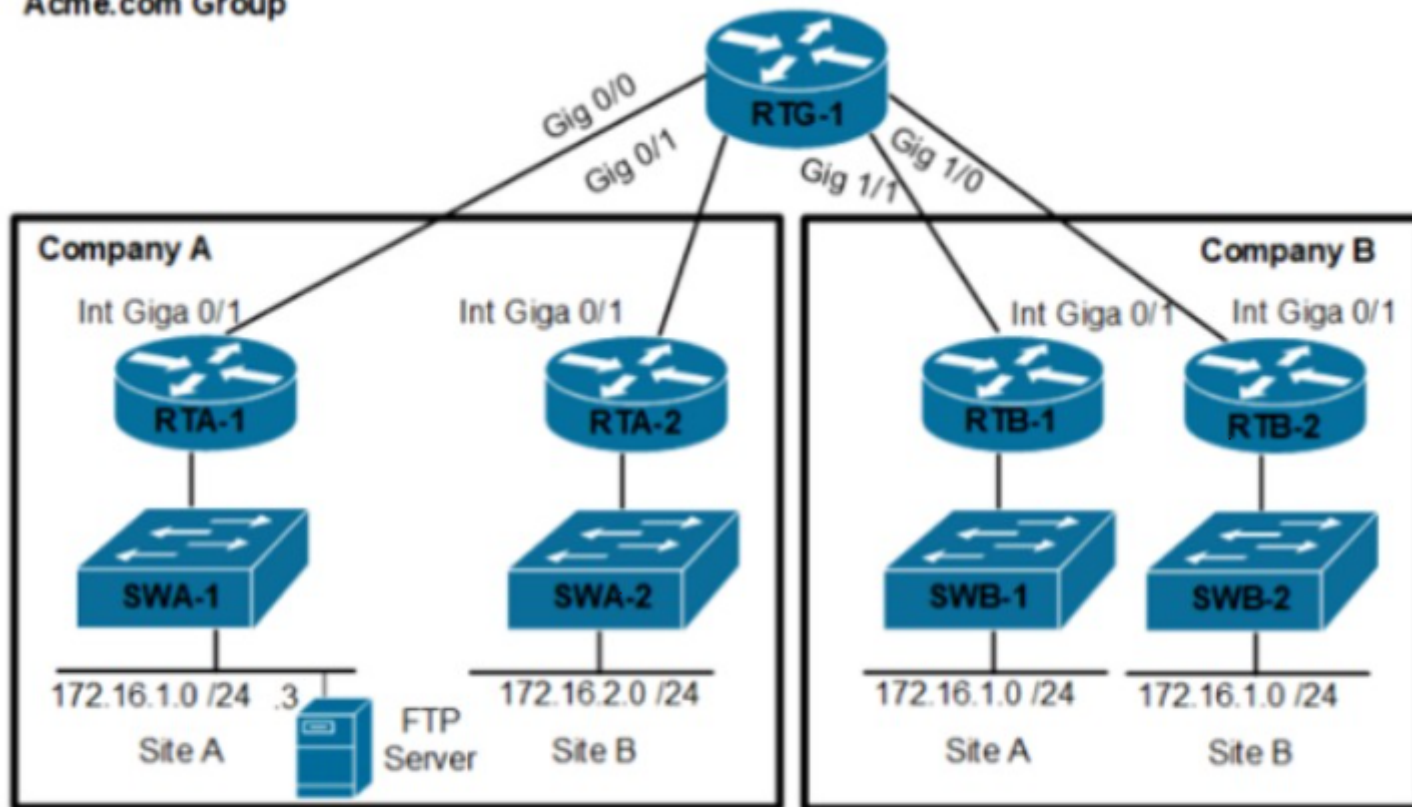 Acme.com Group
RTG-1
Gig 0/0
Gig 0/1
Gig 1/1
Gig 1/0
Company A
Company B
Int Giga 0/1
Int Giga 0/1
Int Giga 0/1
Int Giga 0/1
RTA-1
RTA-2
RTB-1
RTB-2
SWA-1
SWA-2
SWB-1
SWB-2
172.16.1.0 /24
.3
172.16.2.0 /24
172.16.1.0 /24
172.16.1.0 /24
FTP
Server
Site A
Site B
Site A
Site B